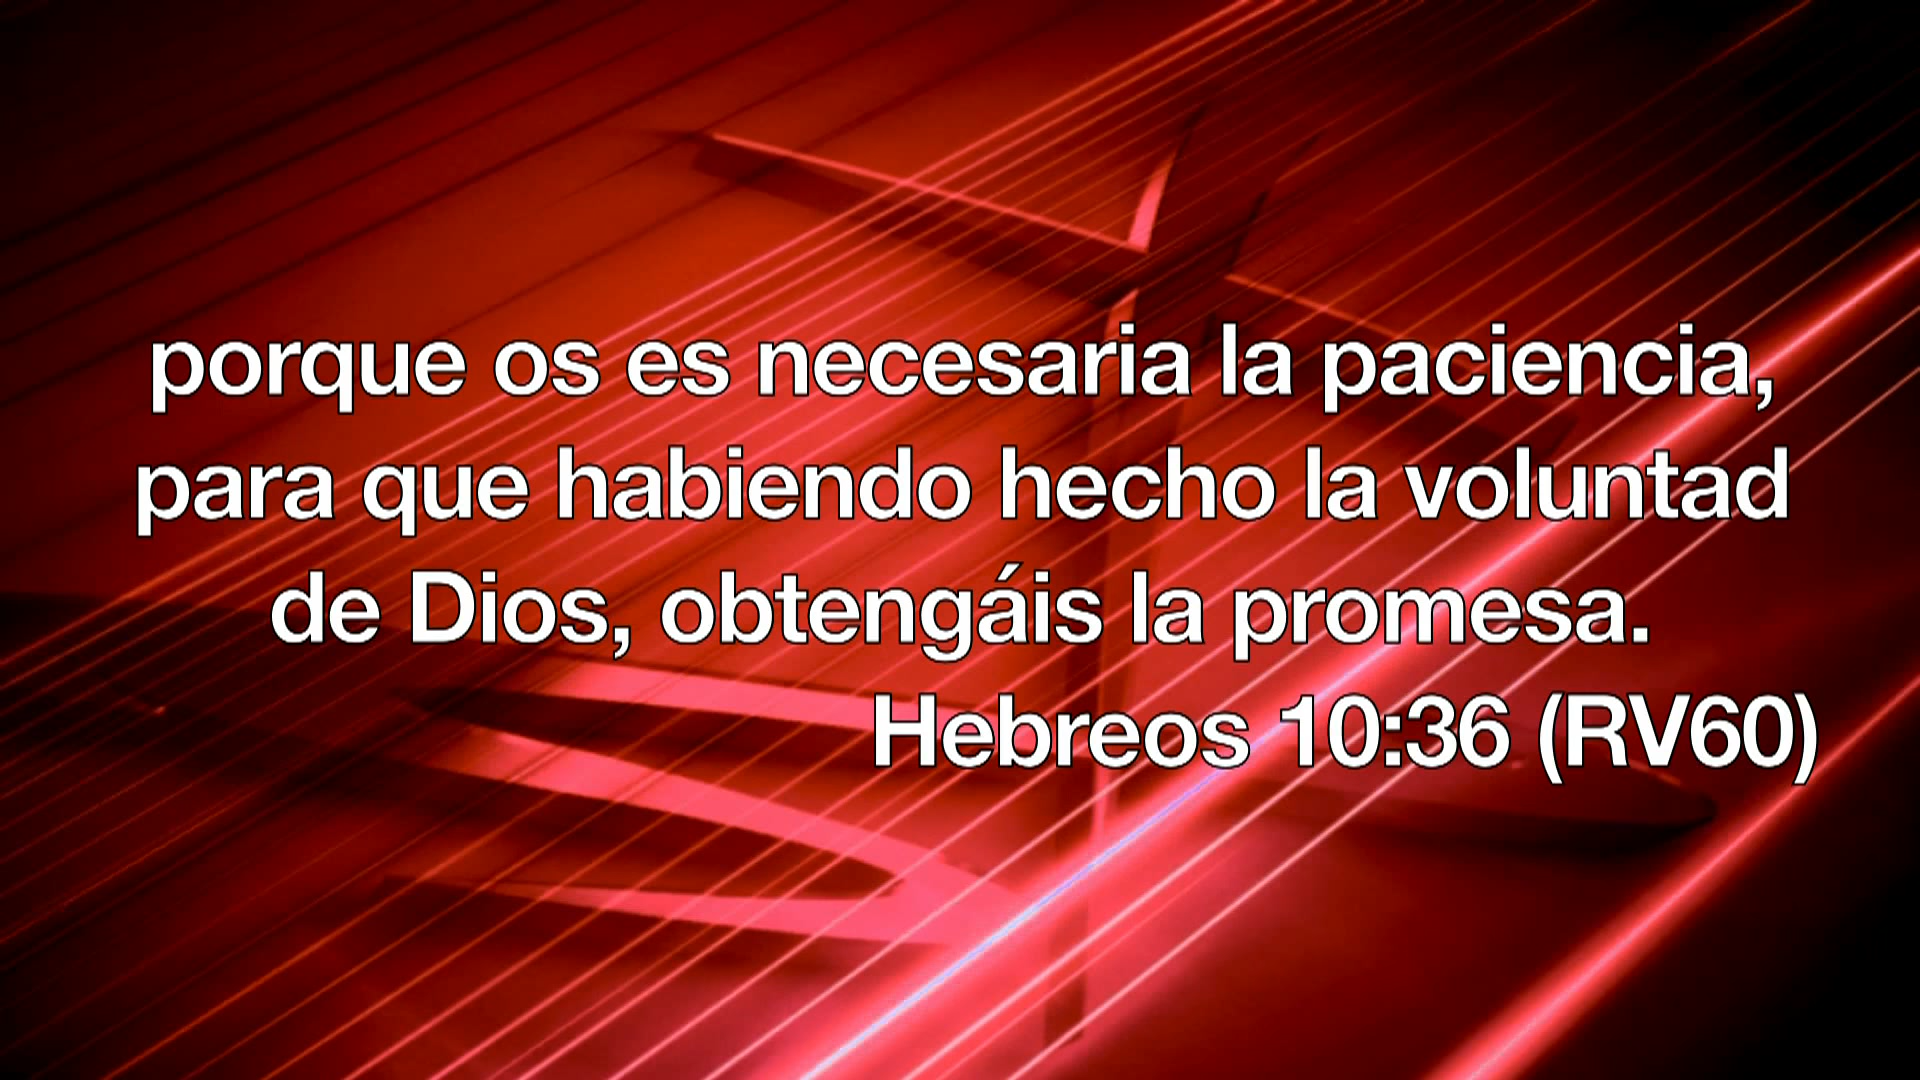 porque os es necesaria la paciencia,
para que habiendo hecho la voluntad
de Dios, obtengáis la promesa.
Hebreos 10:36 (RV60)